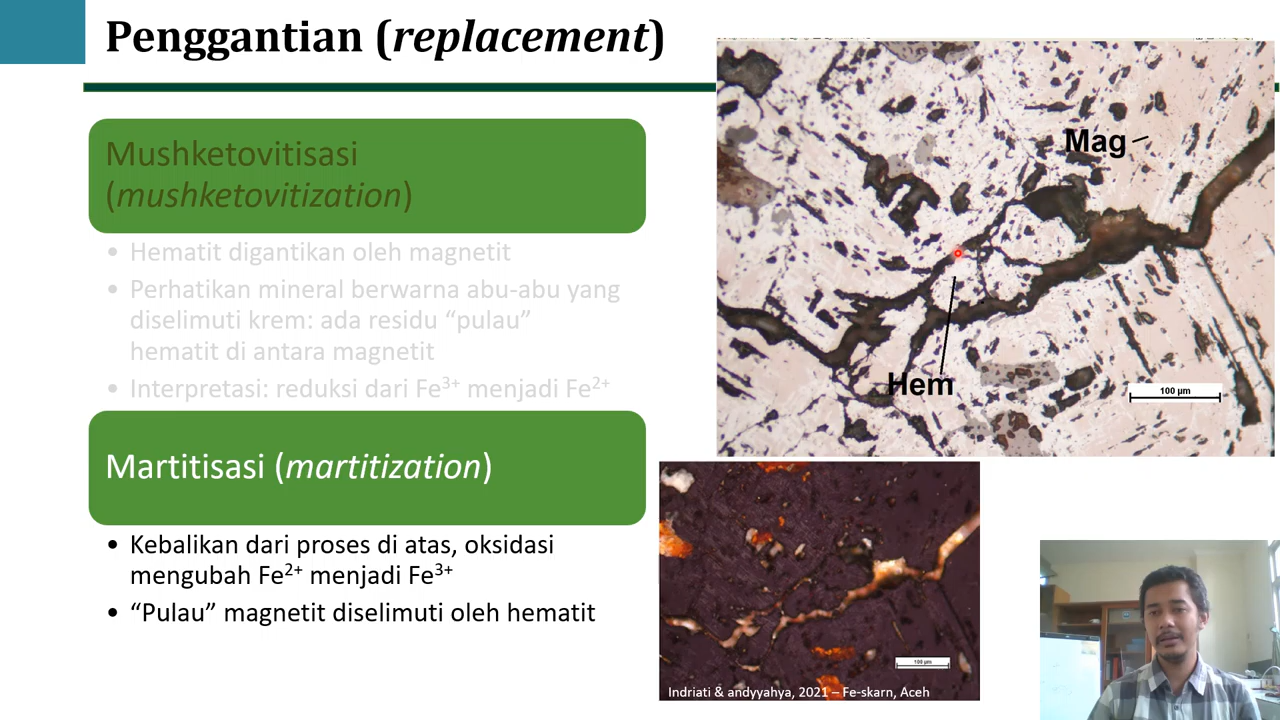 Penggantian (replacement)
Mushketovitisasi
(mushketovitization)
• Hematit digantikan oleh magnetit
• Perhatikan mineral berwarna abu-abu yang
diselimuti krem: ada residu “pulau”
hematit di antara magnetit
• Interpretasi: reduksi dari Fe³⁺ menjadi Fe²⁺
Martitisasi (martitization)
• Kebalikan dari proses di atas, oksidasi
mengubah Fe²⁺ menjadi Fe³⁺
• “Pulau” magnetit diselimuti oleh hematit
Mag
Hem
100 µm
100 µm
Indriati & andyyahya, 2021 – Fe-skarn, Aceh